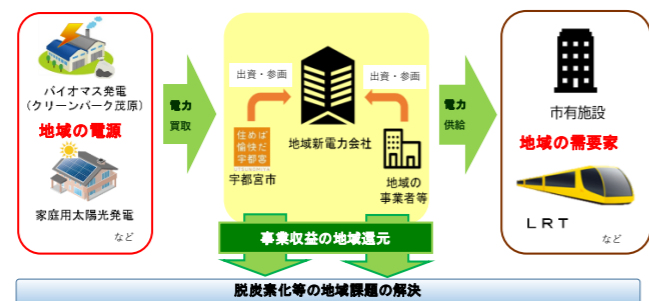 バイオマス発電
(クリーンパーク茂原)
地域の電源
家庭用太陽光発電
など
電力
買取
出資・参画
出資・参画
地域新電力会社
住めば
愉快だ
宇都宮
宇都宮市
地域の
事業者等
電力
供給
市有施設
地域の需要家
LRT
など
事業収益の地域還元
脱炭素化等の地域課題の解決